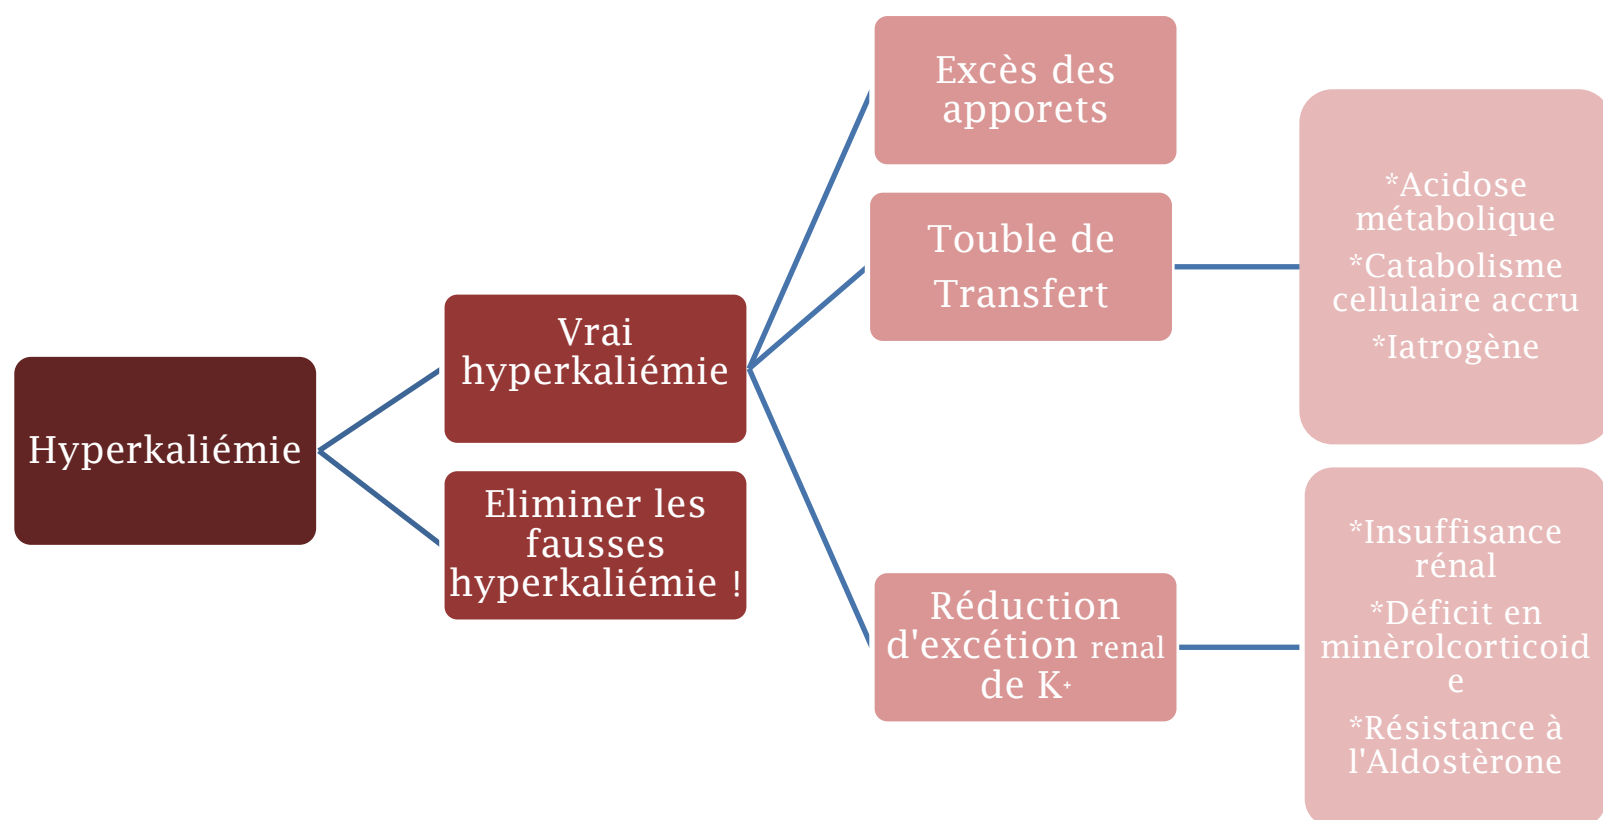 Hyperkaliémie
Vrai
hyperkaliémie
Eliminer les
fausses
hyperkaliémie !
Excès des
apporets
Touble de
Transfert
Réduction
d'excétion renal
de K+
*Acidose
métabolique
*Catabolisme
cellulaire accru
*Iatrogène
*Insuffisance
rénal
*Déficit en
minèrolcorticoid
e
*Résistance à
l'Aldostèrone